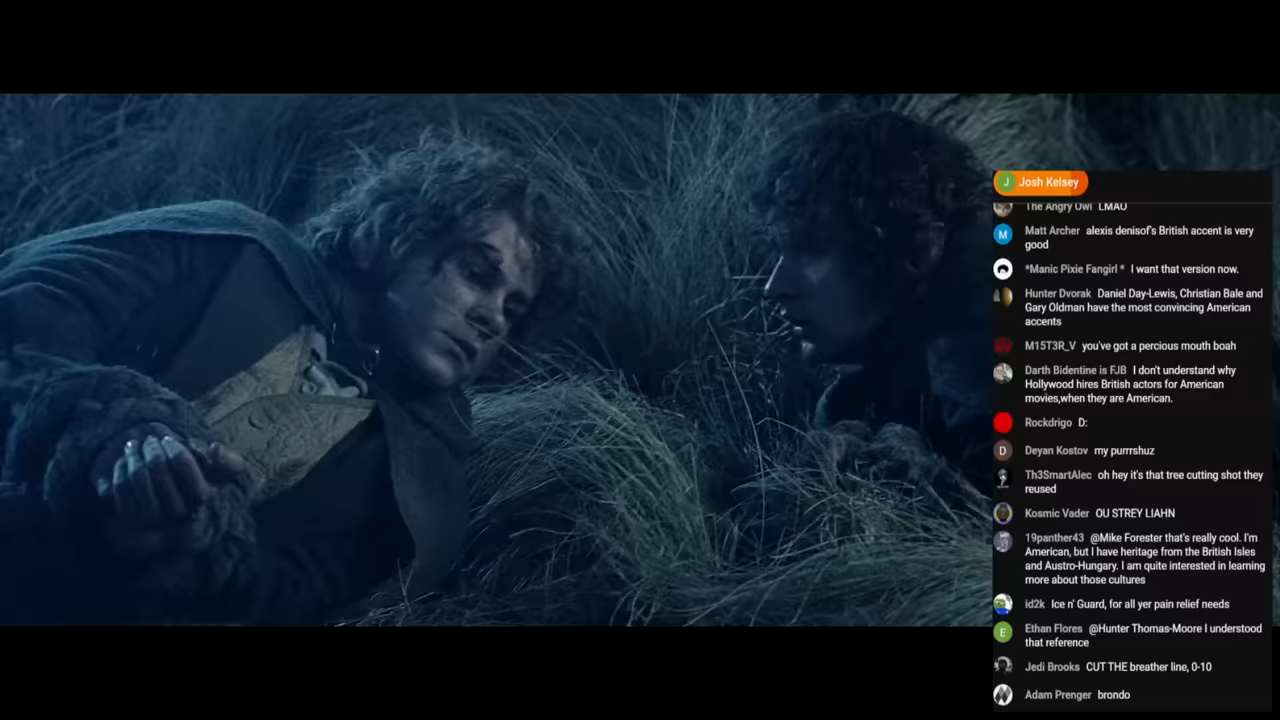 J Josh Kelsey
The Angry Owl LMAO
M Matt Archer alexis denisof's British accent is very
good
*Manic Pixie Fangirl * I want that version now.
Hunter Dvorak Daniel Day-Lewis, Christian Bale and
Gary Oldman have the most convincing American
accents
M15T3R_V you've got a percious mouth boah
Darth Bidentine is FJB I don't understand why
Hollywood hires British actors for American
movies,when they are American.
Rockdrigo D:
D Deyan Kostov my purrrshuz
Th3SmartAlec oh hey it's that tree cutting shot they
reused
Kosmic Vader OU STREY LIAHN
19panther43 @Mike Forester that's really cool. I'm
American, but I have heritage from the British Isles
and Austro-Hungary. I am quite interested in learning
more about those cultures
id2k Ice n' Guard, for all yer pain relief needs
E Ethan Flores @Hunter Thomas-Moore I understood
that reference
Jedi Brooks CUT THE breather line, 0-10
Adam Prenger brondo